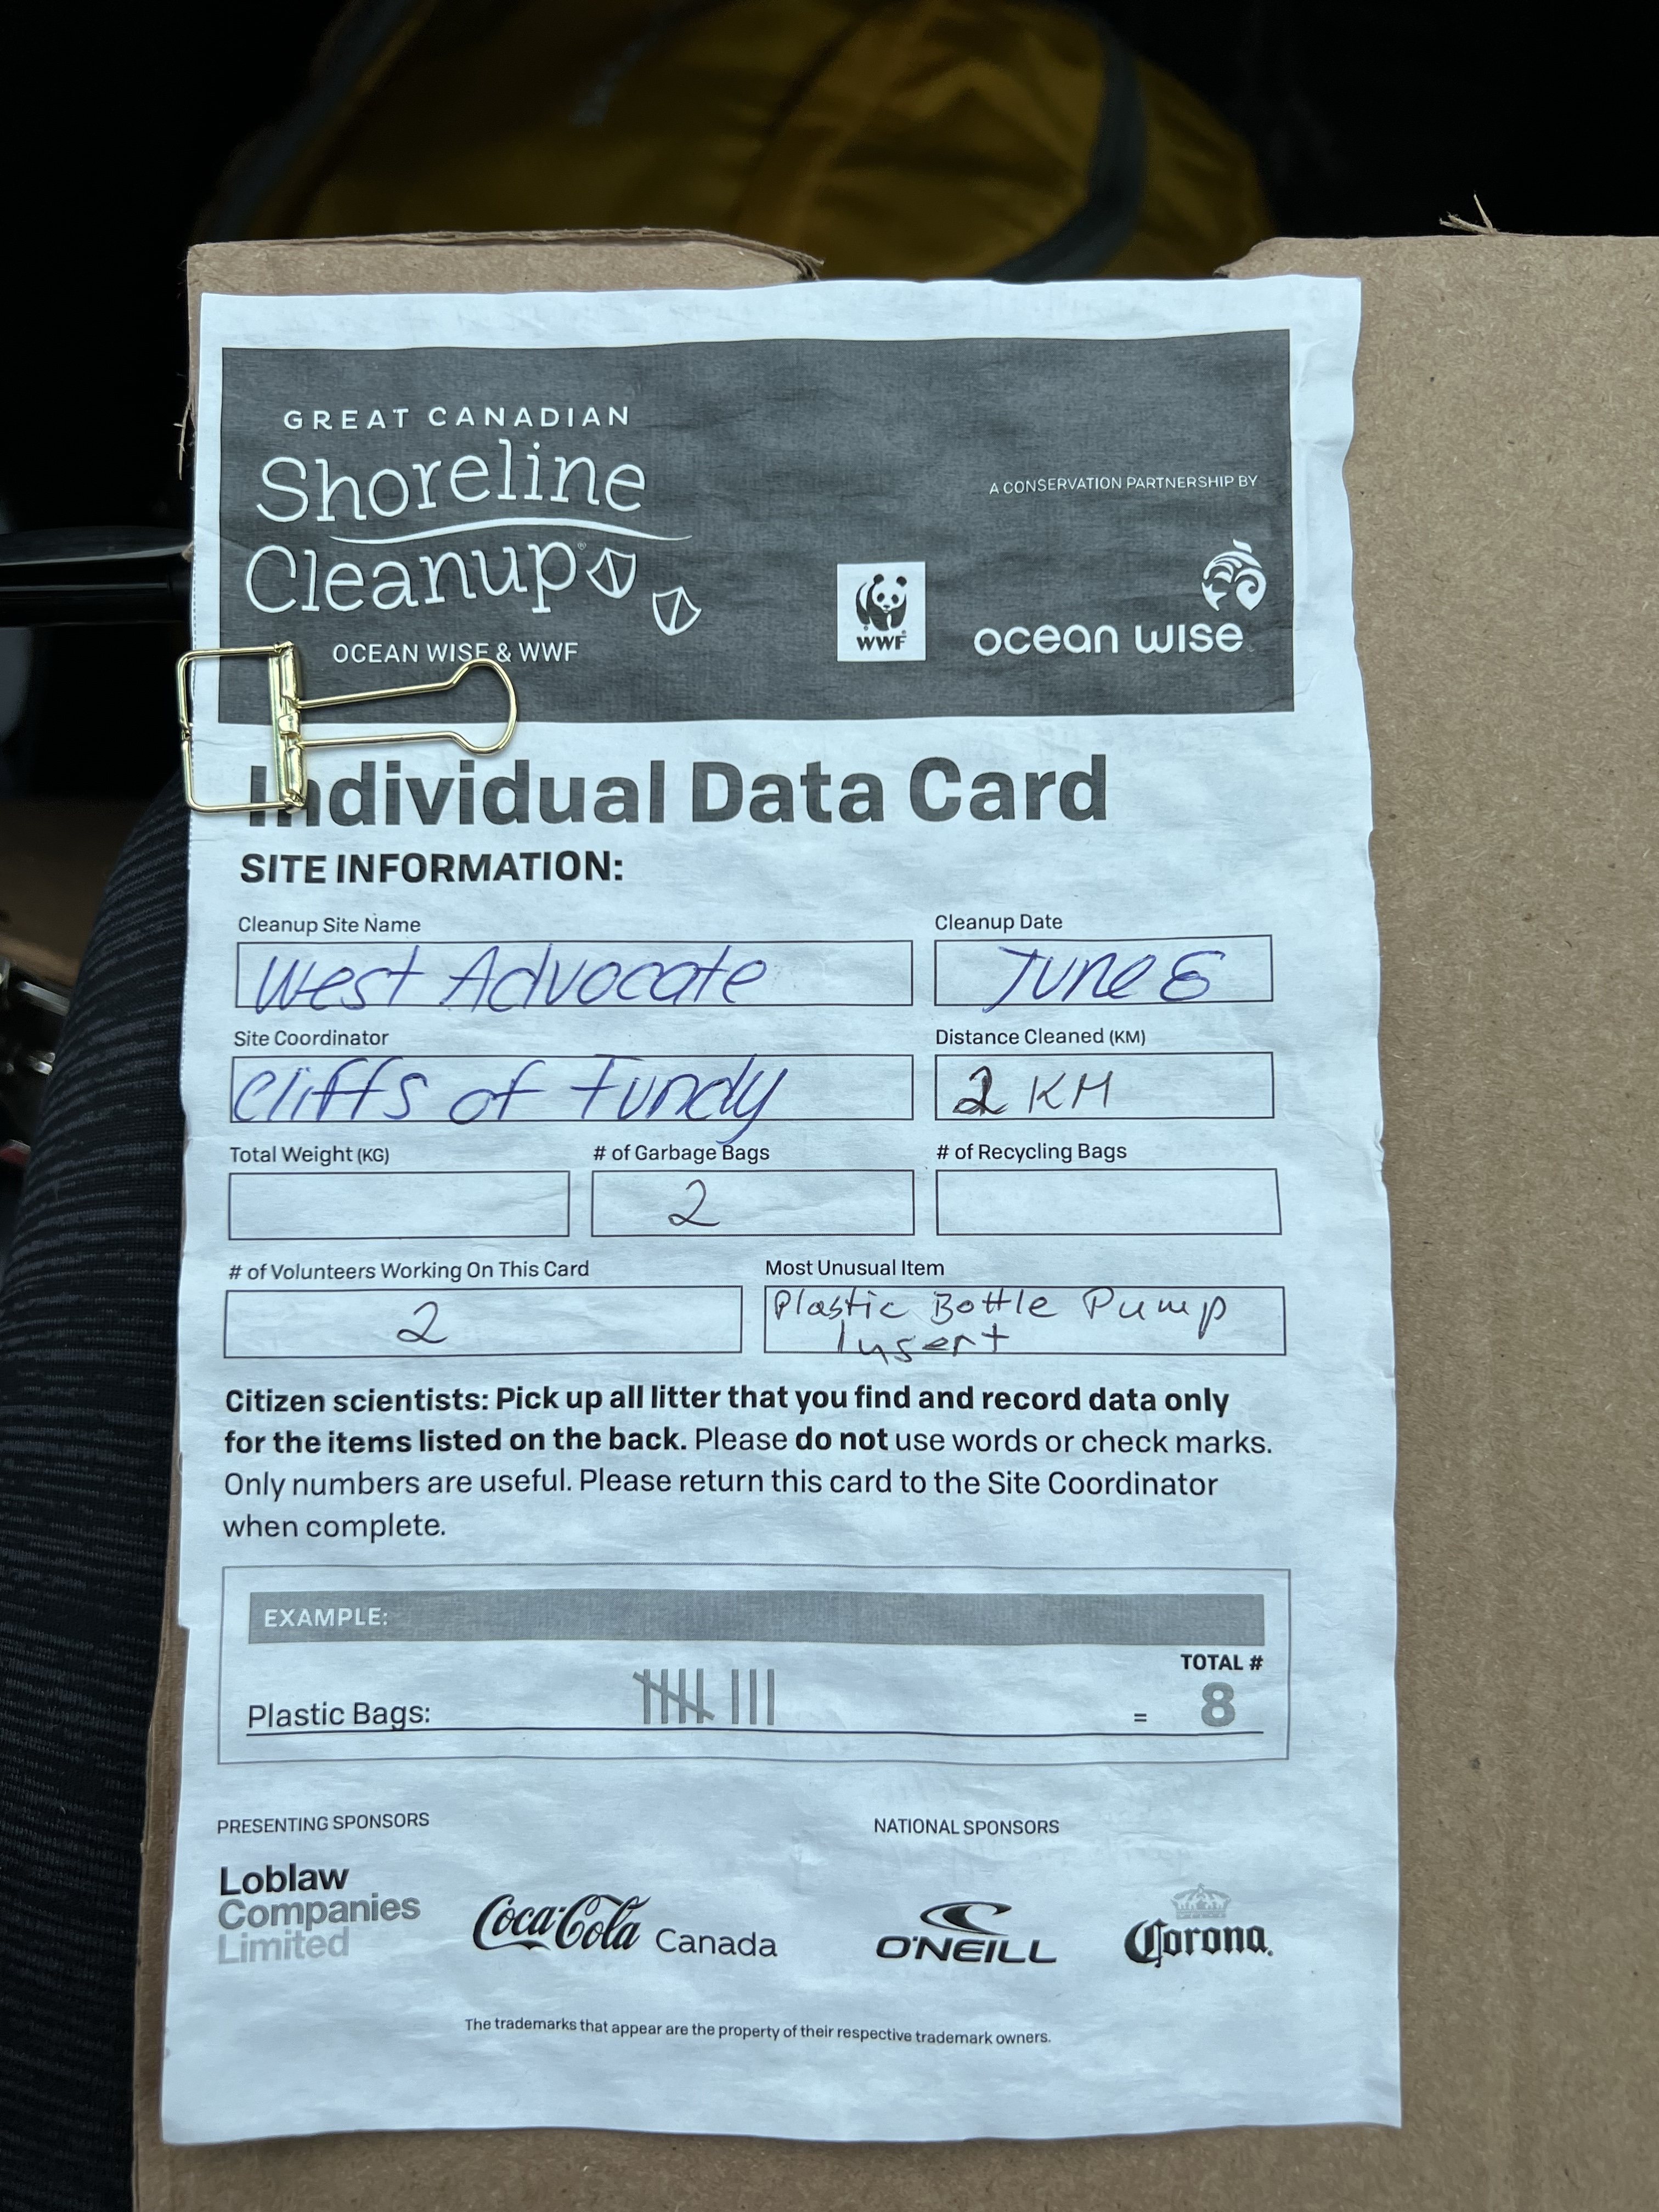 GREAT CANADIAN
Shoreline
Cleanup®
OCEAN WISE & WWF
A CONSERVATION PARTNERSHIP BY
WWF
ocean wise
Individual Data Card
SITE INFORMATION:
Cleanup Site Name
West Advocate
Cleanup Date
June 6
Site Coordinator
Cliffs of Fundy
Distance Cleaned (KM)
2 KM
Total Weight (KG)
# of Garbage Bags
2
# of Recycling Bags
# of Volunteers Working On This Card
2
Most Unusual Item
Plastic Bottle Pump
Insert
Citizen scientists: Pick up all litter that you find and record data only
for the items listed on the back. Please do not use words or check marks.
Only numbers are useful. Please return this card to the Site Coordinator
when complete.
EXAMPLE:
TOTAL #
Plastic Bags: = 8
PRESENTING SPONSORS
NATIONAL SPONSORS
Loblaw
Companies
Limited
Coca-Cola Canada
O'NEILL
Corona.
The trademarks that appear are the property of their respective trademark owners.